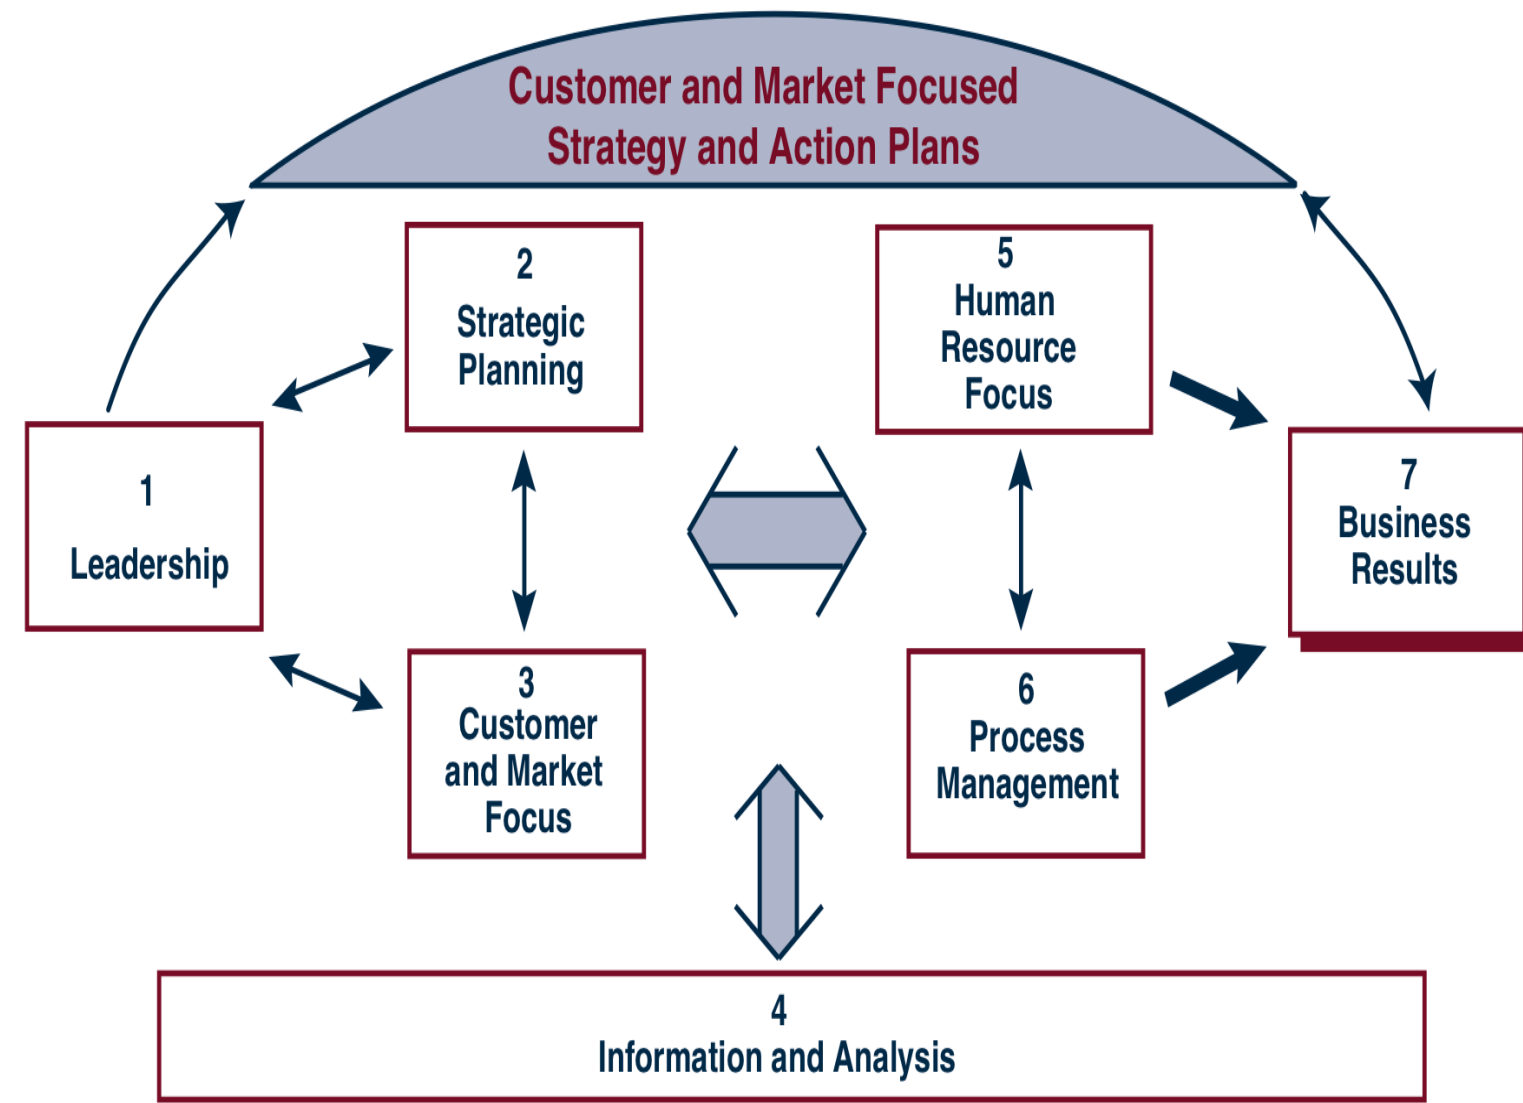 Customer and Market Focused
Strategy and Action Plans
2
Strategic
Planning
5
Human
Resource
Focus
1
Leadership
7
Business
Results
3
Customer
and Market
Focus
6
Process
Management
4
Information and Analysis